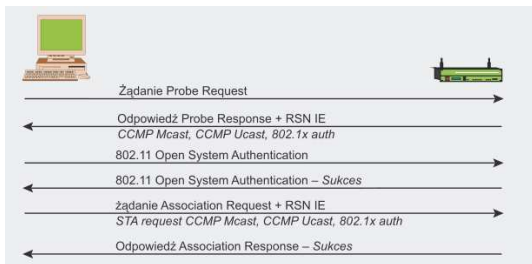 Żądanie Probe Request
Odpowiedź Probe Response + RSN IE
CCMP Mcast, CCMP Ucast, 802.1x auth
802.11 Open System Authentication
802.11 Open System Authentication – Sukces
żądanie Association Request + RSN IE
STA request CCMP Mcast, CCMP Ucast, 802.1x auth
Odpowiedź Association Response – Sukces